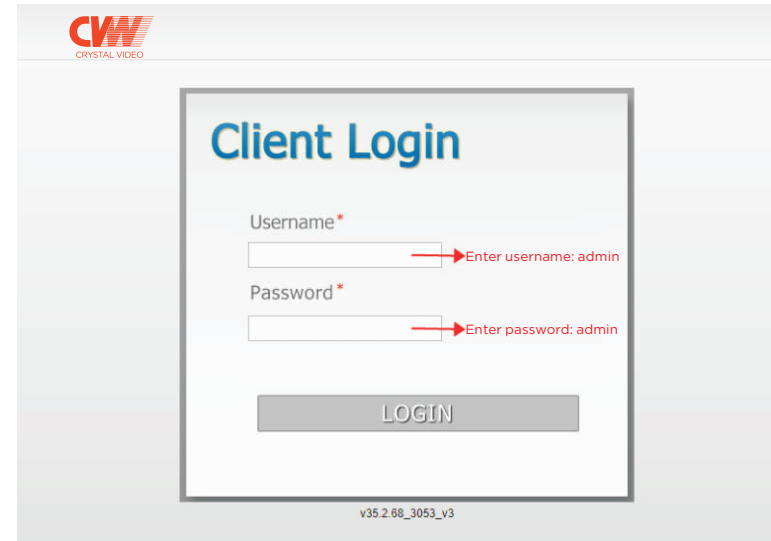 CVW
CRYSTAL VIDEO
Client Login
Username*
Enter username: admin
Password*
Enter password: admin
LOGIN
v35.2.68_3053_v3